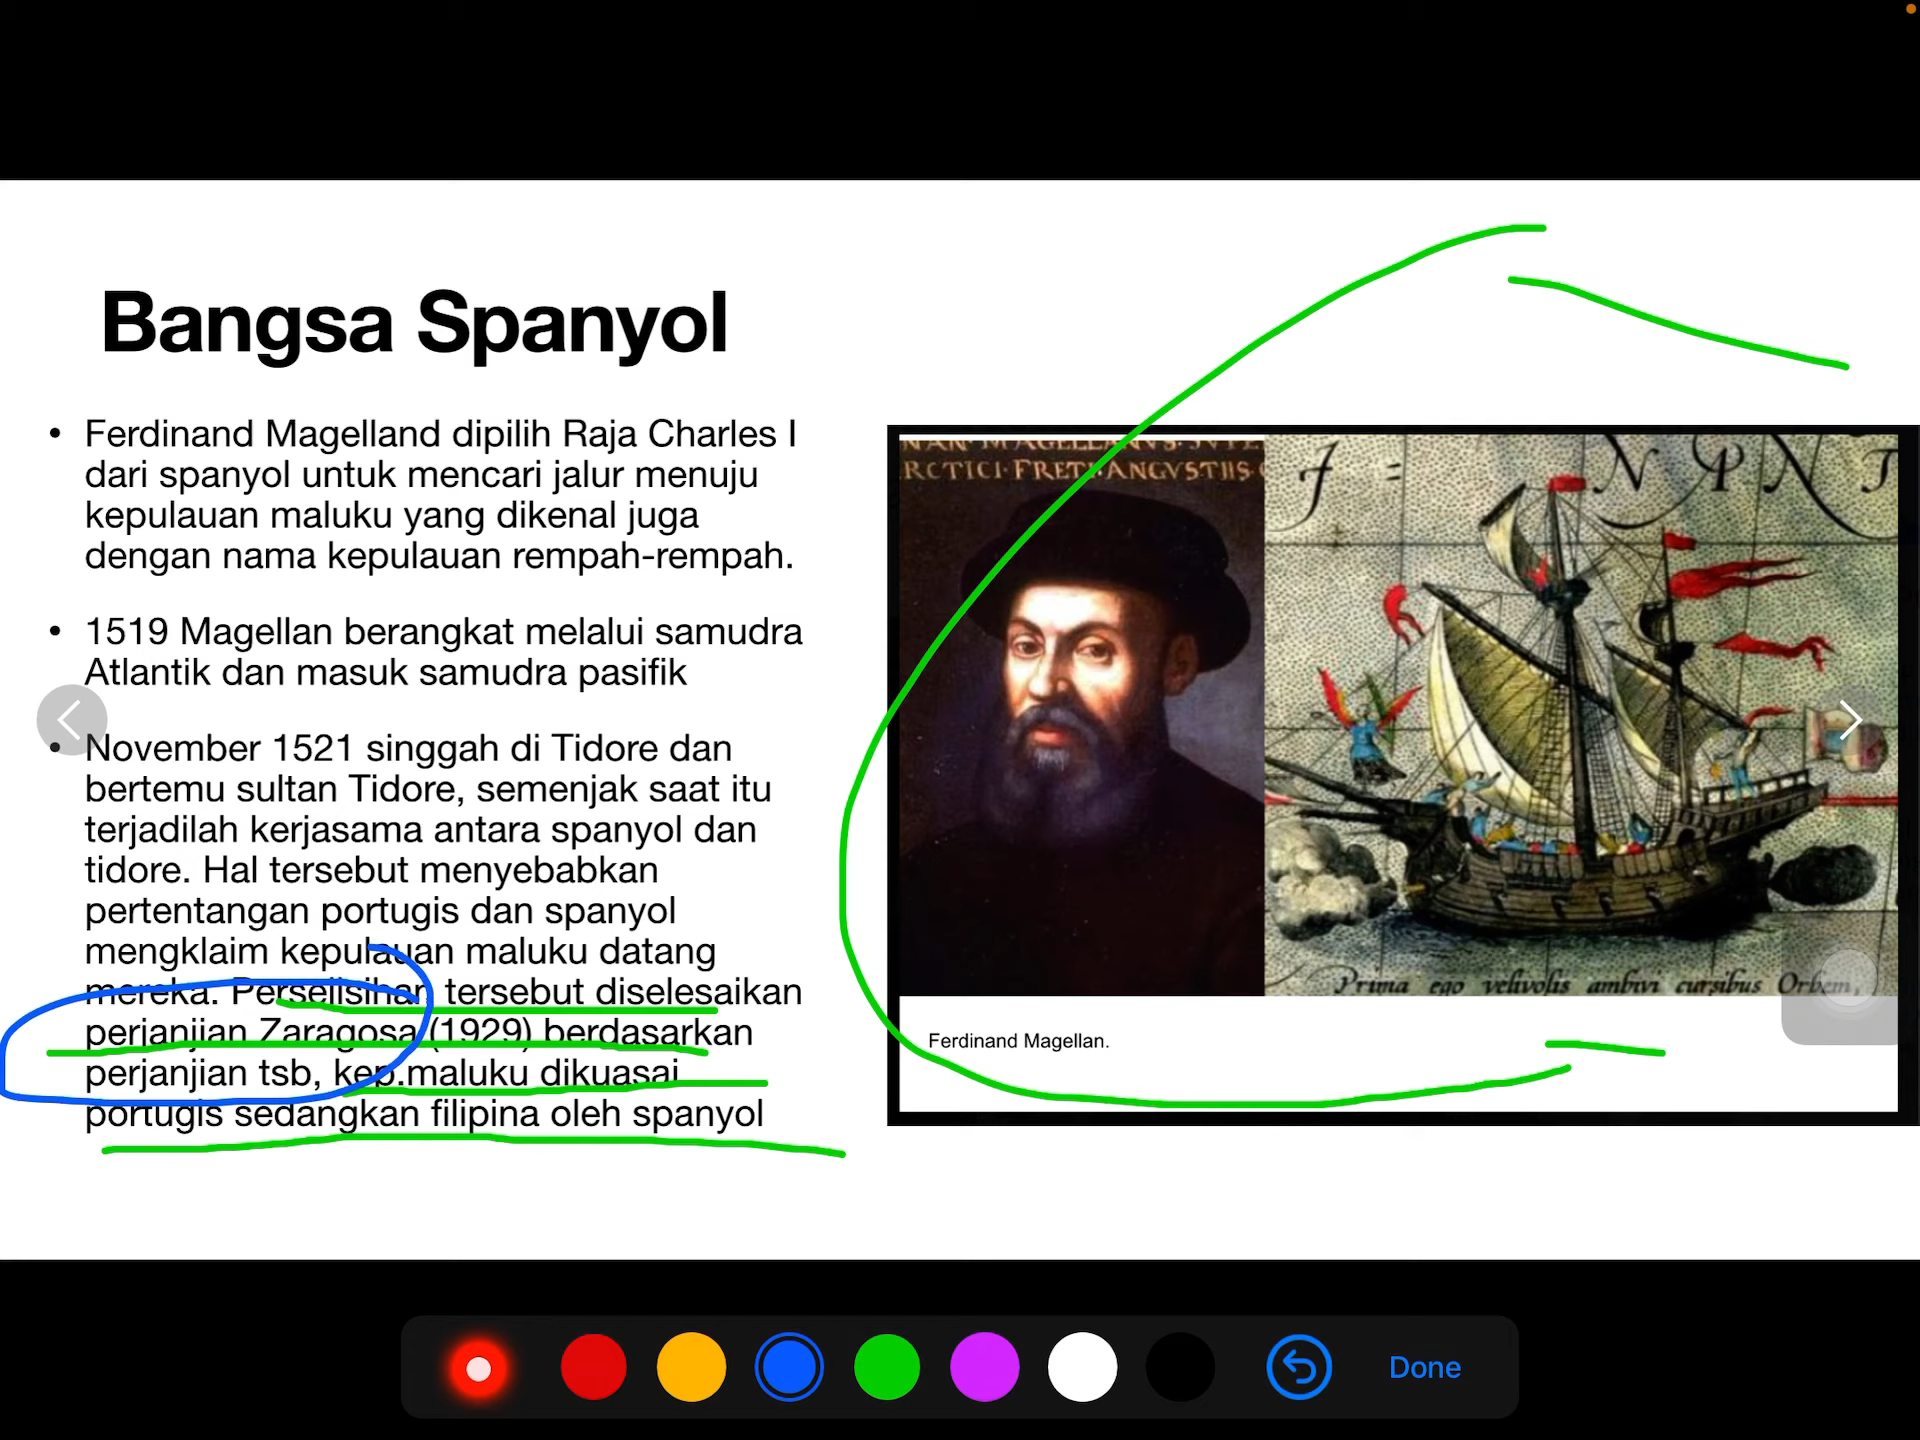 Bangsa Spanyol
• Ferdinand Magelland dipilih Raja Charles I
dari spanyol untuk mencari jalur menuju
kepulauan maluku yang dikenal juga
dengan nama kepulauan rempah-rempah.
• 1519 Magellan berangkat melalui samudra
Atlantik dan masuk samudra pasifik
• November 1521 singgah di Tidore dan
bertemu sultan Tidore, semenjak saat itu
terjadilah kerjasama antara spanyol dan
tidore. Hal tersebut menyebabkan
pertentangan portugis dan spanyol
mengklaim kepulauan maluku datang
mereka. Perselisihan tersebut diselesaikan
perjanjian Zaragosa (1929) berdasarkan
perjanjian tsb, kep.maluku dikuasai
portugis sedangkan filipina oleh spanyol
RCTICI·FRETI·ANGVSTIIS·
Prima ego velivolis ambivi cursibus Orbem,
Ferdinand Magellan.
Done